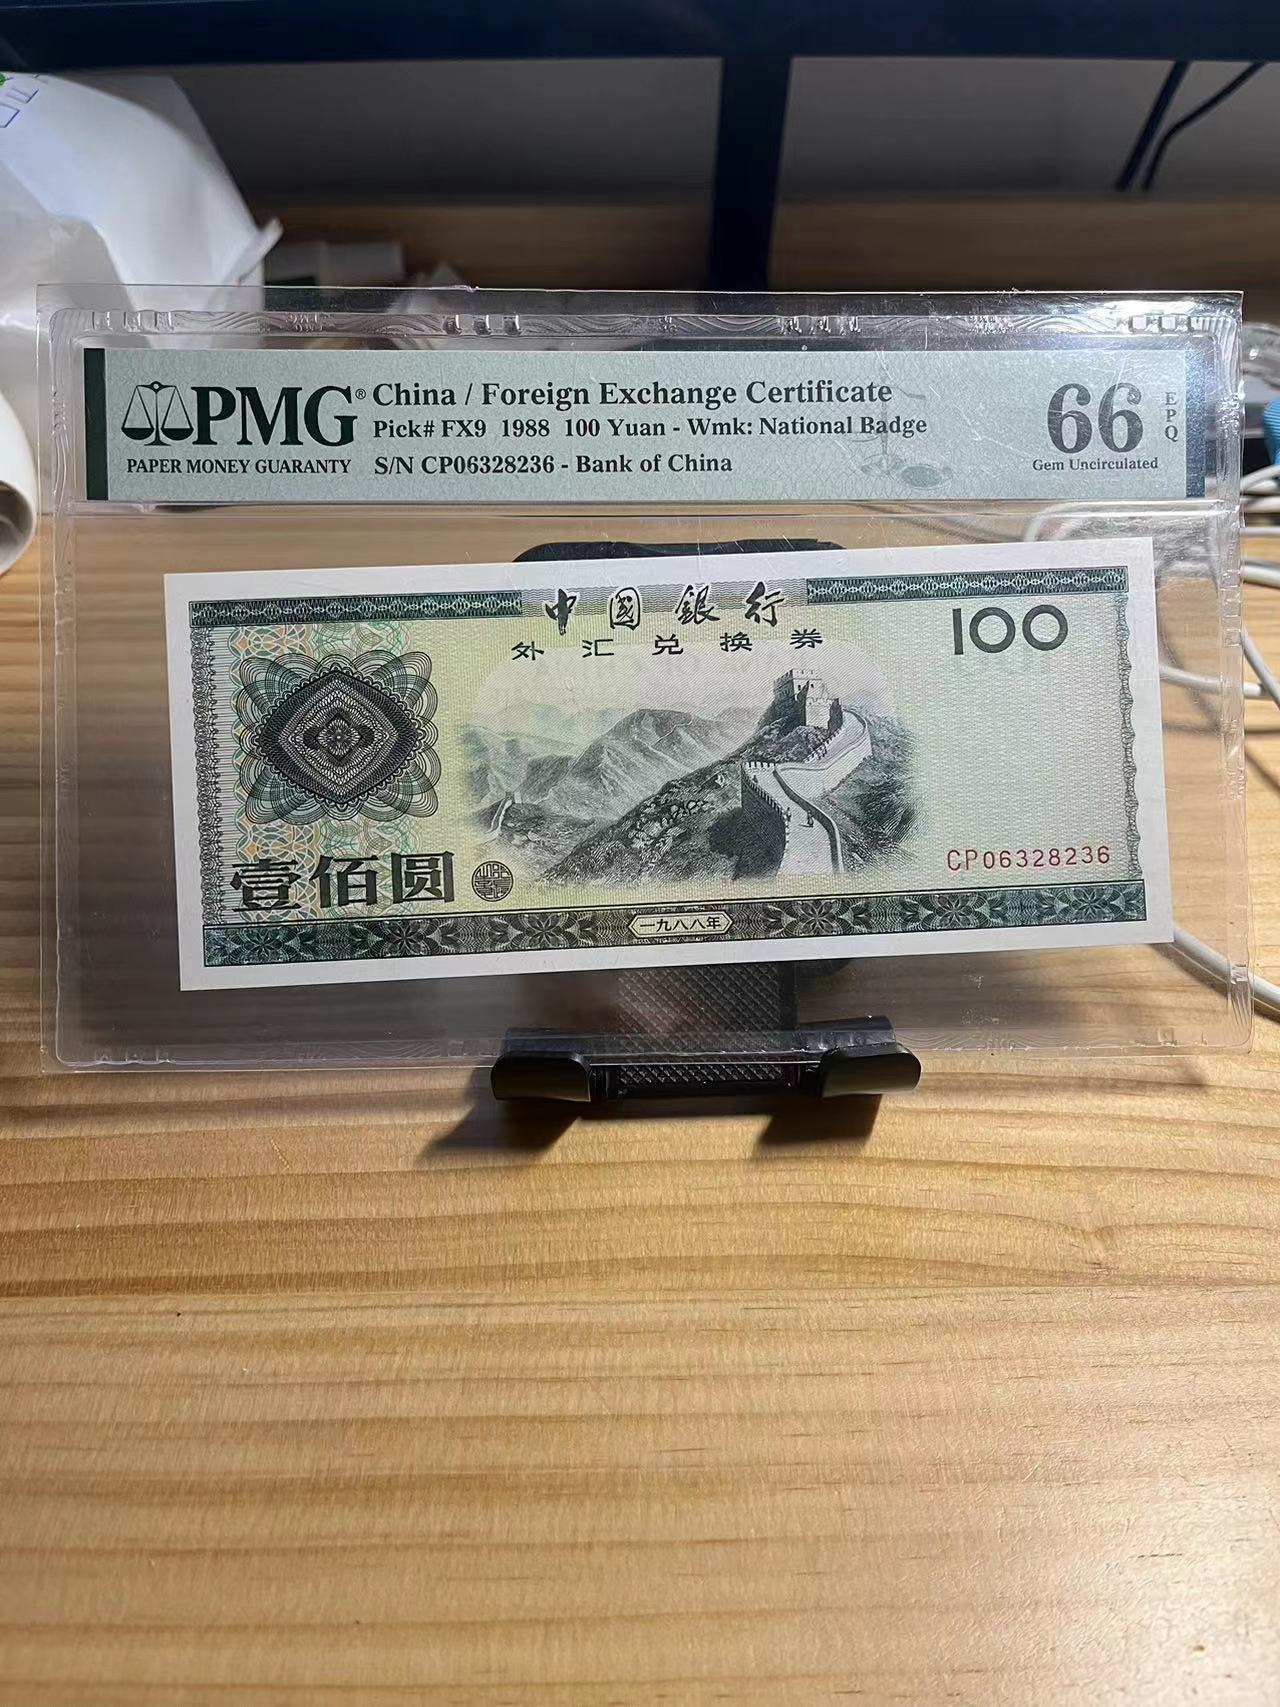 PMG® China / Foreign Exchange Certificate
Pick# FX9 1988 100 Yuan - Wmk: National Badge
PAPER MONEY GUARANTY
S/N CP06328236 - Bank of China
66 EPQ
Gem Uncirculated
中國銀行
外汇兑换券
100
CP06328236
壹佰圆
一九八八年